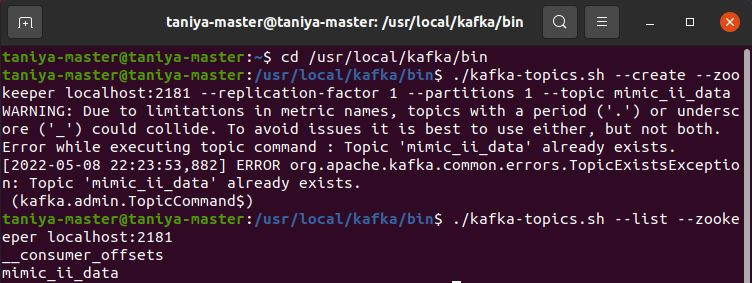 taniya-master@taniya-master: /usr/local/kafka/bin
taniya-master@taniya-master:~$ cd /usr/local/kafka/bin
taniya-master@taniya-master:/usr/local/kafka/bin$ ./kafka-topics.sh --create --zoo
keeper localhost:2181 --replication-factor 1 --partitions 1 --topic mimic_ii_data
WARNING: Due to limitations in metric names, topics with a period ('.') or undersc
ore ('_') could collide. To avoid issues it is best to use either, but not both.
Error while executing topic command : Topic 'mimic_ii_data' already exists.
[2022-05-08 22:23:53,882] ERROR org.apache.kafka.common.errors.TopicExistsExceptio
n: Topic 'mimic_ii_data' already exists.
 (kafka.admin.TopicCommand$)
taniya-master@taniya-master:/usr/local/kafka/bin$ ./kafka-topics.sh --list --zooke
eper localhost:2181
__consumer_offsets
mimic_ii_data